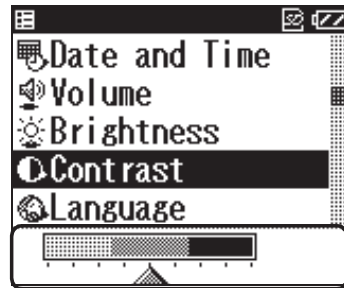 Date and Time
Volume
Brightness
Contrast
Language